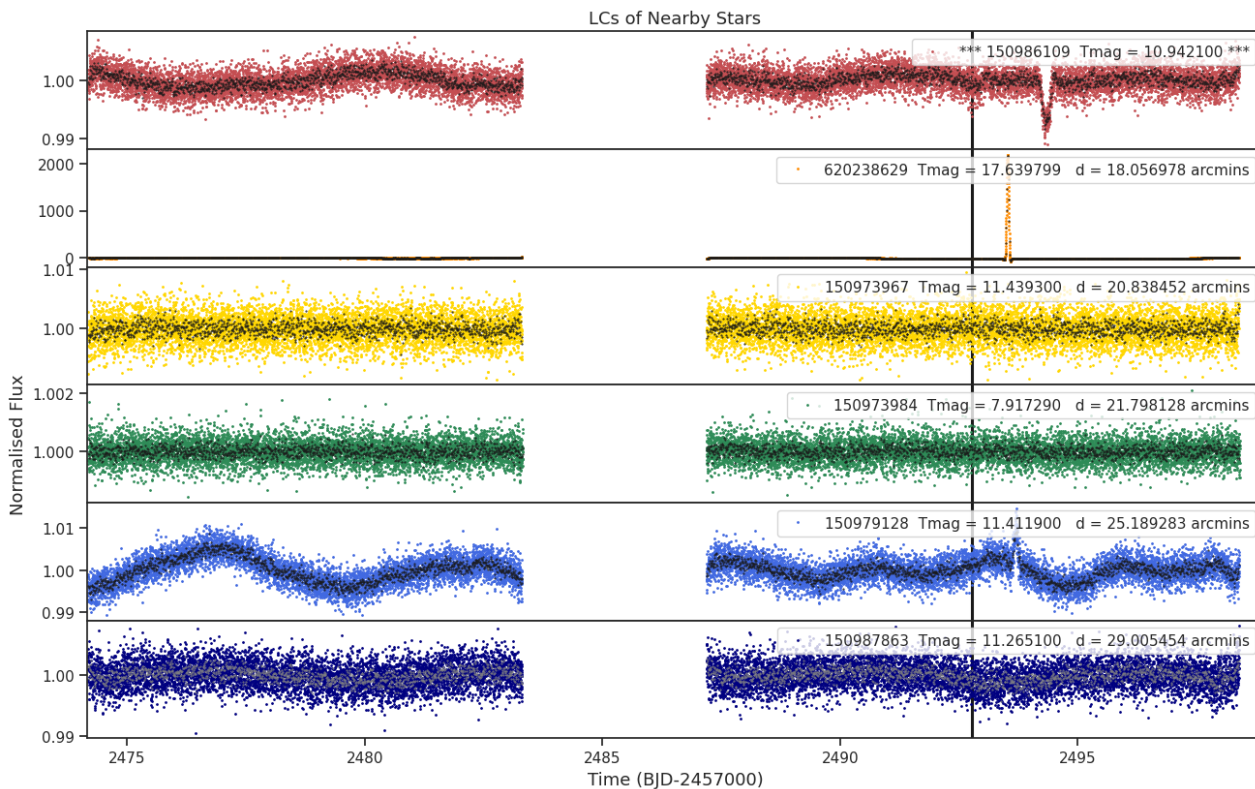 LCs of Nearby Stars
*** 150986109 Tmag = 10.942100 ***
1.00
0.99
620238629 Tmag = 17.639799 d = 18.056978 arcmins
2000
1000
0
150973967 Tmag = 11.439300 d = 20.838452 arcmins
1.01
1.00
150973984 Tmag = 7.917290 d = 21.798128 arcmins
1.002
1.000
150979128 Tmag = 11.411900 d = 25.189283 arcmins
1.01
1.00
0.99
150987863 Tmag = 11.265100 d = 29.005454 arcmins
1.00
0.99
Normalised Flux
2475 2480 2485 2490 2495
Time (BJD-2457000)